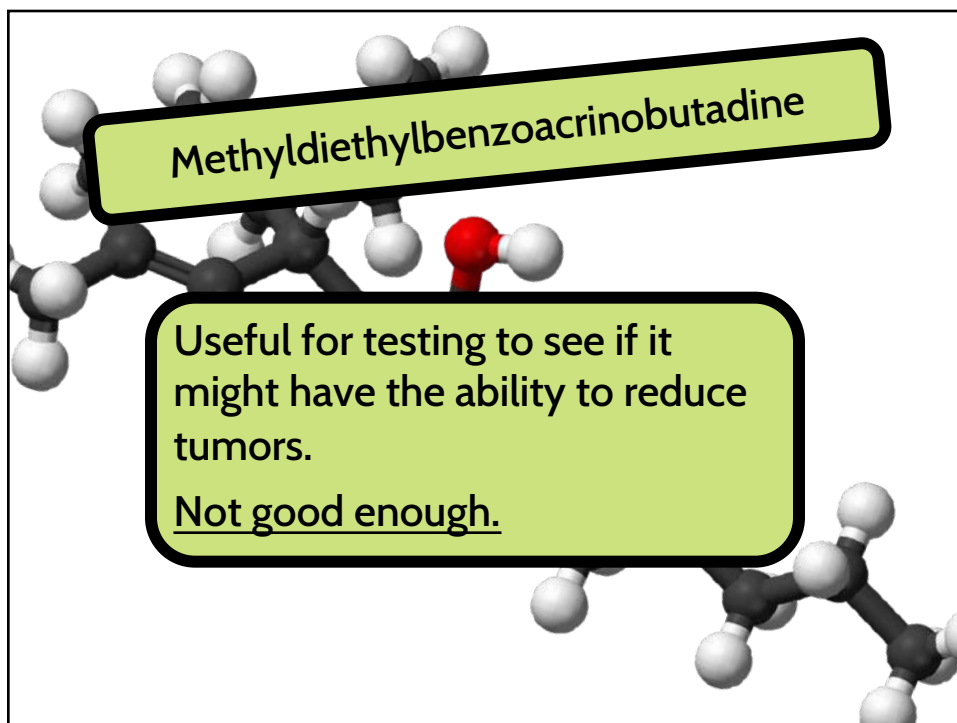 Methyldiethylbenzoacrinobutadine
Useful for testing to see if it
might have the ability to reduce
tumors.
Not good enough.